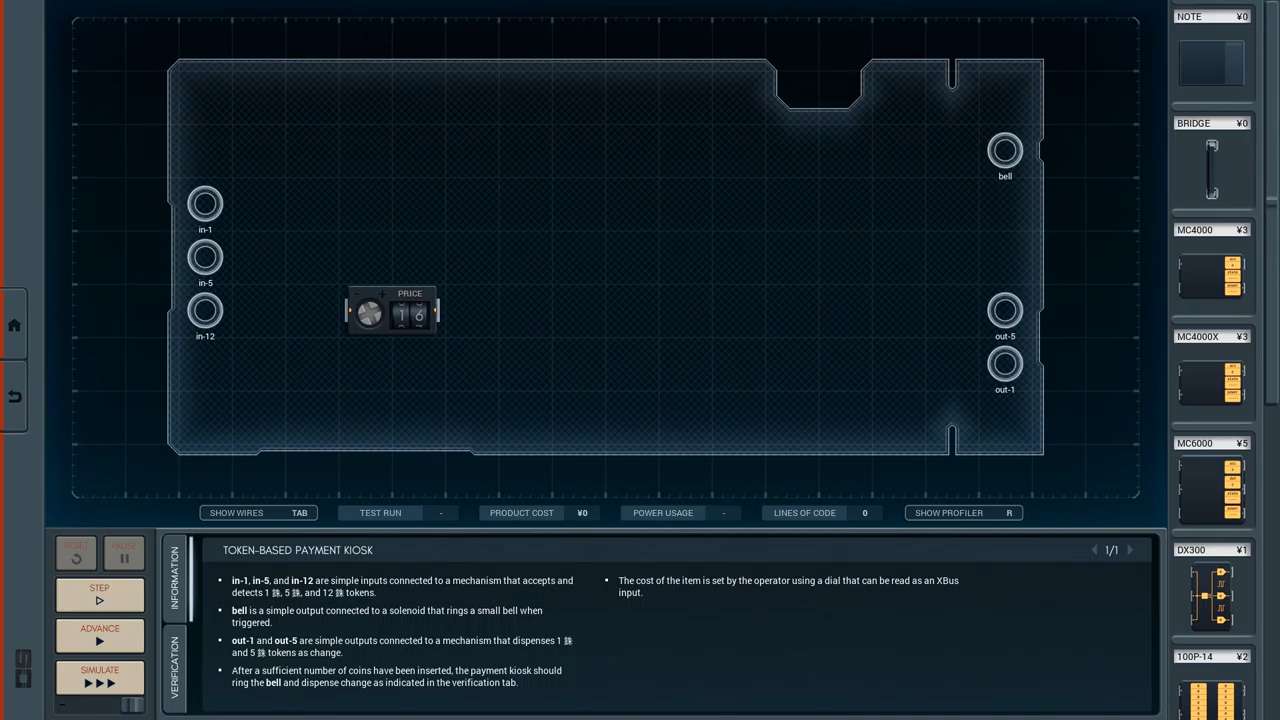 NOTE ¥0
BRIDGE ¥0
bell
MC4000 ¥3
in-1
in-5
PRICE
- +
16
in-12
out-5
MC4000X ¥3
out-1
MC6000 ¥5
SHOW WIRES TAB
TEST RUN -
PRODUCT COST ¥0
POWER USAGE -
LINES OF CODE 0
SHOW PROFILER R
RESET
PAUSE
STEP
ADVANCE
SIMULATE
INFORMATION
VERIFICATION
TOKEN-BASED PAYMENT KIOSK
1/1
DX300 ¥1
in-1, in-5, and in-12 are simple inputs connected to a mechanism that accepts and
detects 1 銖, 5 銖, and 12 銖 tokens.
bell is a simple output connected to a solenoid that rings a small bell when
triggered.
out-1 and out-5 are simple outputs connected to a mechanism that dispenses 1 銖
and 5 銖 tokens as change.
After a sufficient number of coins have been inserted, the payment kiosk should
ring the bell and dispense change as indicated in the verification tab.
The cost of the item is set by the operator using a dial that can be read as an XBus
input.
100P-14 ¥2